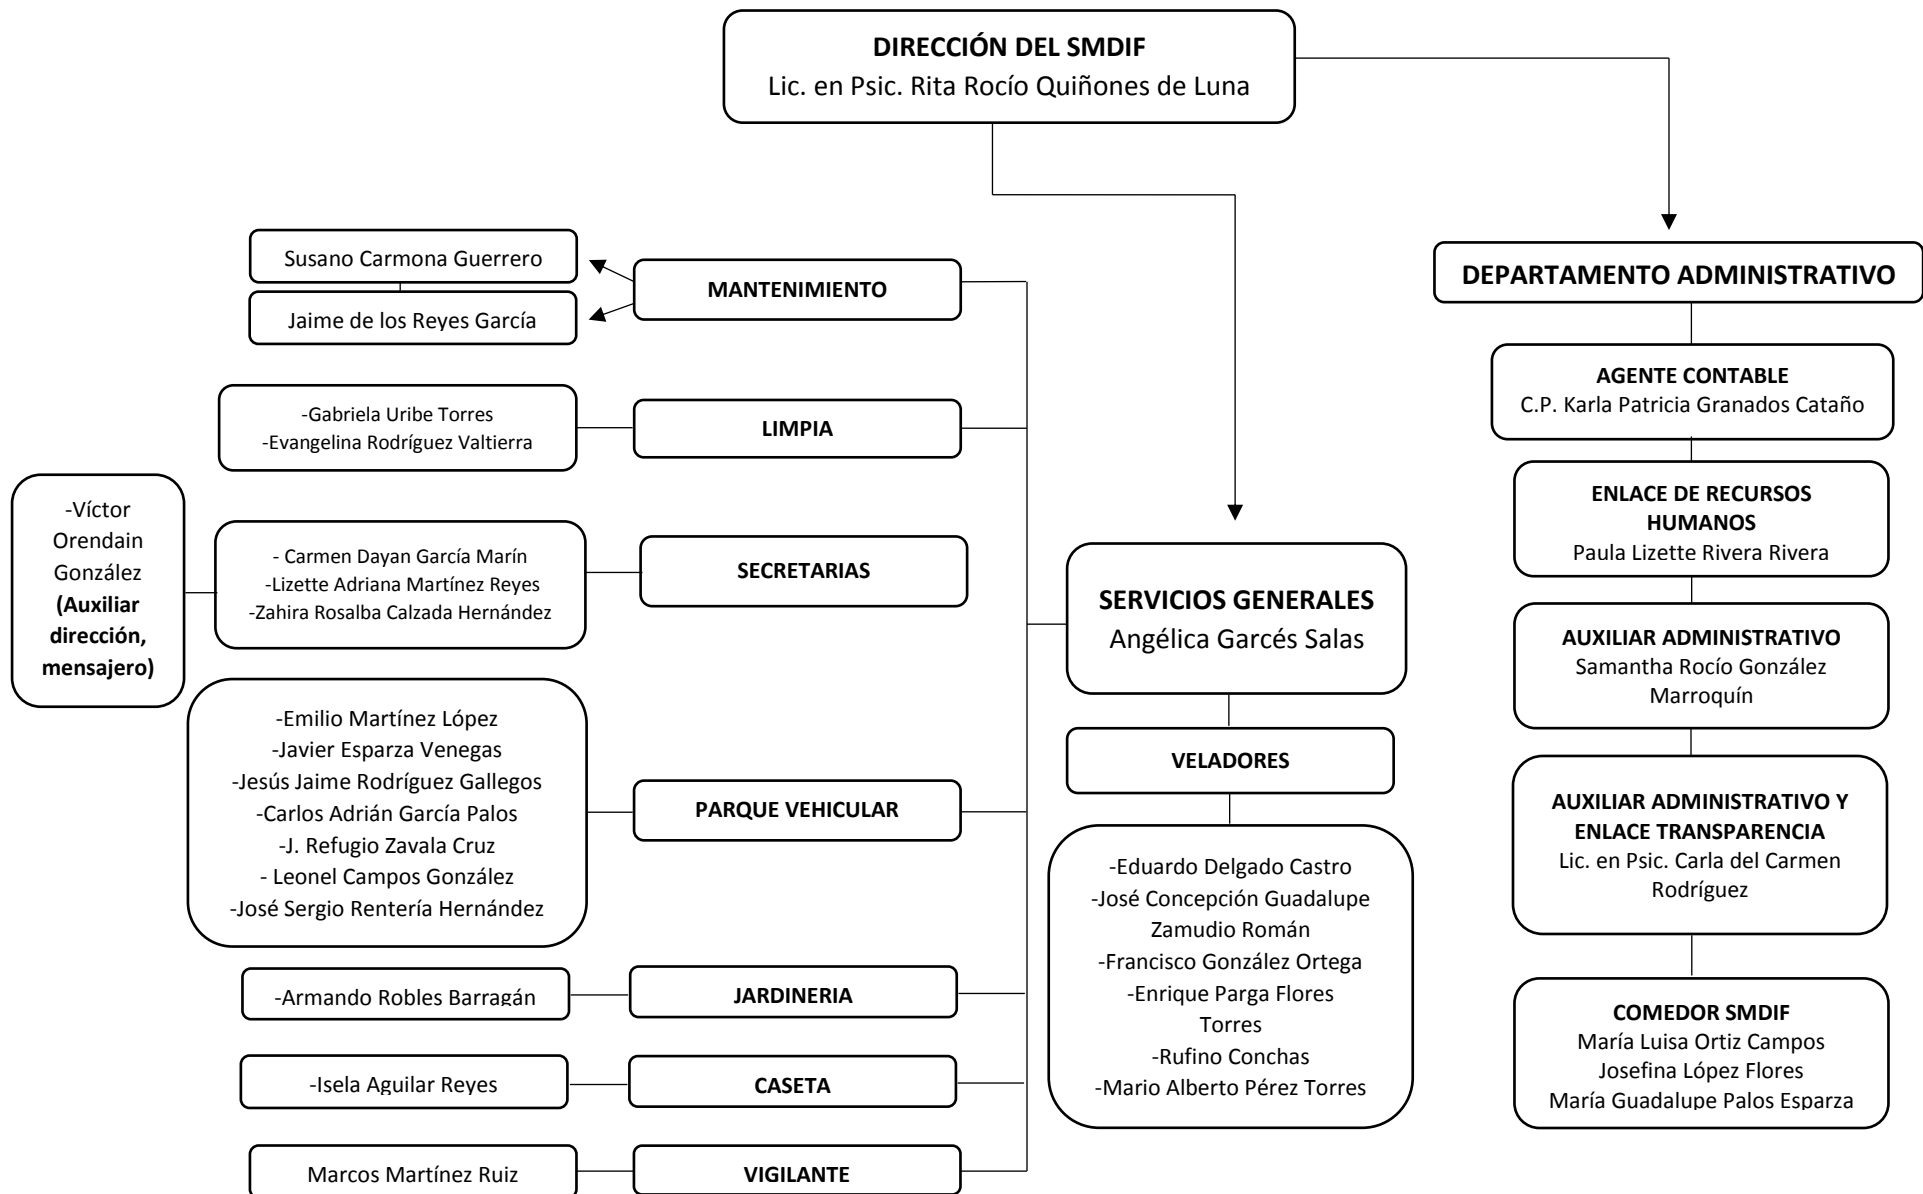 DIRECCIÓN DEL SMDIF
Lic. en Psic. Rita Rocío Quiñones de Luna
Susano Carmona Guerrero
Jaime de los Reyes García
MANTENIMIENTO
-Gabriela Uribe Torres
-Evangelina Rodríguez Valtierra
LIMPIA
-Víctor
Orendain
González
(Auxiliar
dirección,
mensajero)
- Carmen Dayan García Marín
-Lizette Adriana Martínez Reyes
-Zahira Rosalba Calzada Hernández
SECRETARIAS
-Emilio Martínez López
-Javier Esparza Venegas
-Jesús Jaime Rodríguez Gallegos
-Carlos Adrián García Palos
-J. Refugio Zavala Cruz
- Leonel Campos González
-José Sergio Rentería Hernández
PARQUE VEHICULAR
-Armando Robles Barragán
JARDINERIA
-Isela Aguilar Reyes
CASETA
Marcos Martínez Ruiz
VIGILANTE
SERVICIOS GENERALES
Angélica Garcés Salas
VELADORES
-Eduardo Delgado Castro
-José Concepción Guadalupe
Zamudio Román
-Francisco González Ortega
-Enrique Parga Flores
Torres
-Rufino Conchas
-Mario Alberto Pérez Torres
DEPARTAMENTO ADMINISTRATIVO
AGENTE CONTABLE
C.P. Karla Patricia Granados Cataño
ENLACE DE RECURSOS
HUMANOS
Paula Lizette Rivera Rivera
AUXILIAR ADMINISTRATIVO
Samantha Rocío González
Marroquín
AUXILIAR ADMINISTRATIVO Y
ENLACE TRANSPARENCIA
Lic. en Psic. Carla del Carmen
Rodríguez
COMEDOR SMDIF
María Luisa Ortiz Campos
Josefina López Flores
María Guadalupe Palos Esparza